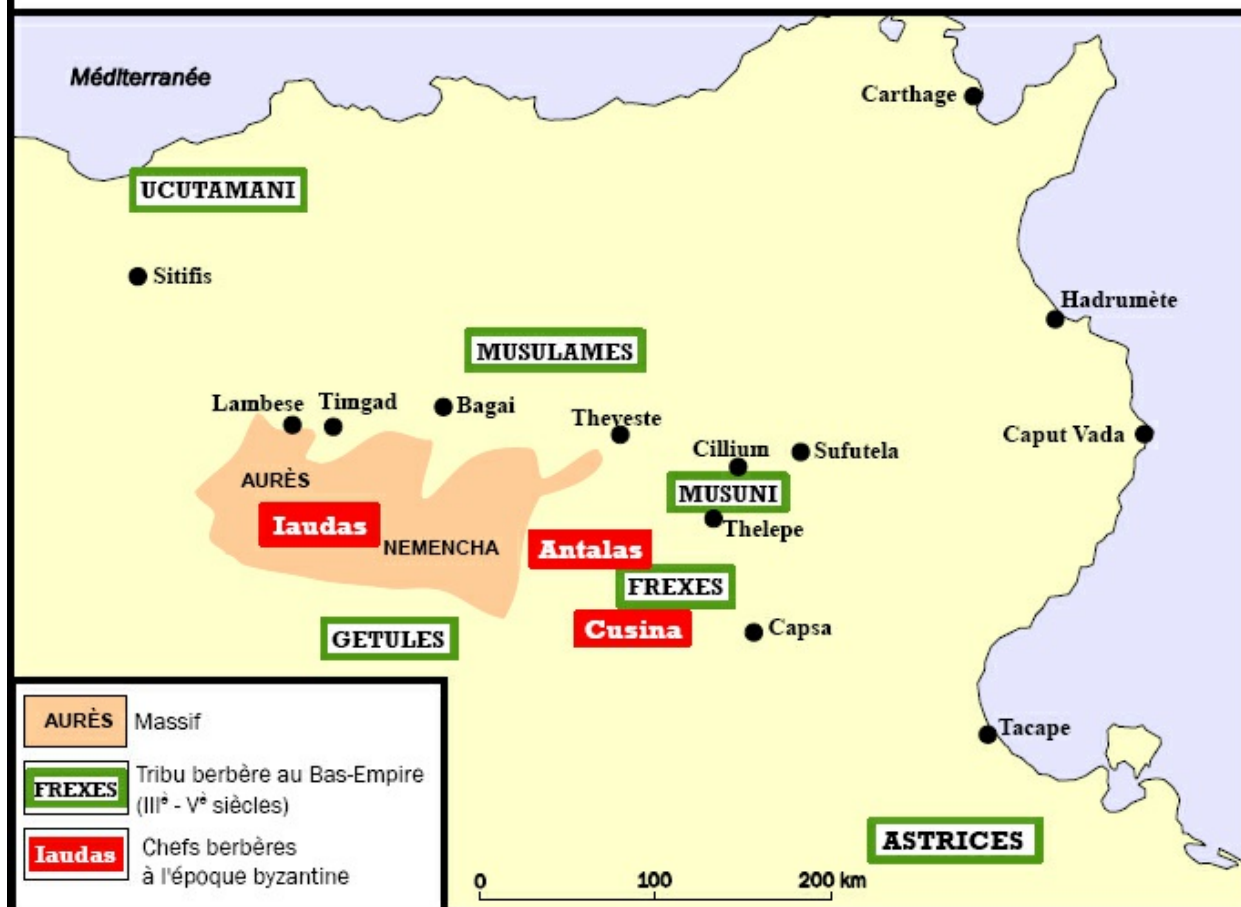 Méditerranée
Carthage
UCUTAMANI
Sitifis
Hadrumète
MUSULAMES
Lambese
Timgad
Bagai
Theveste
Cillium
Sufutela
Caput Vada
AURÈS
MUSUNI
Iaudas
Thelepe
NEMENCHA
Antalas
FREXES
Cusina
Capsa
GETULES
Tacape
ASTRICES
AURÈS Massif
FREXES Tribu berbère au Bas-Empire
(IIIè - Vè siècles)
Iaudas Chefs berbères
à l'époque byzantine
0 100 200 km